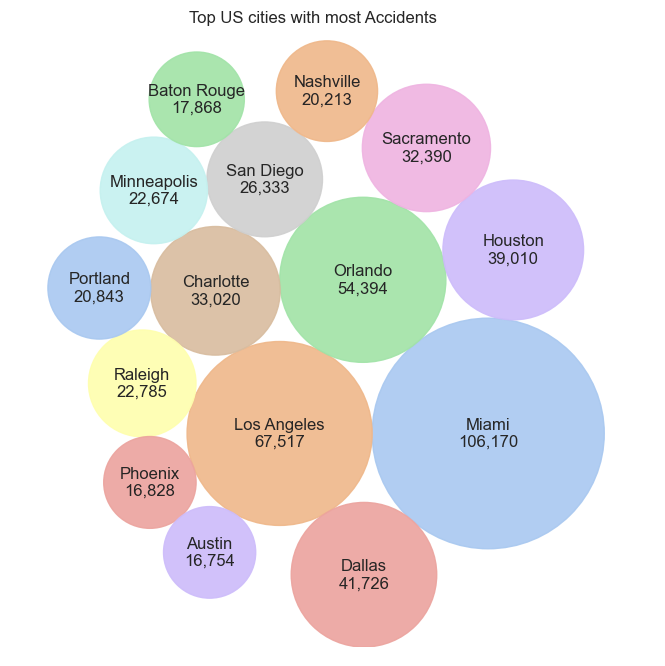 Top US cities with most Accidents
Nashville
20,213
Baton Rouge
17,868
Sacramento
32,390
San Diego
26,333
Minneapolis
22,674
Houston
39,010
Orlando
54,394
Portland
20,843
Charlotte
33,020
Raleigh
22,785
Los Angeles
67,517
Miami
106,170
Phoenix
16,828
Austin
16,754
Dallas
41,726